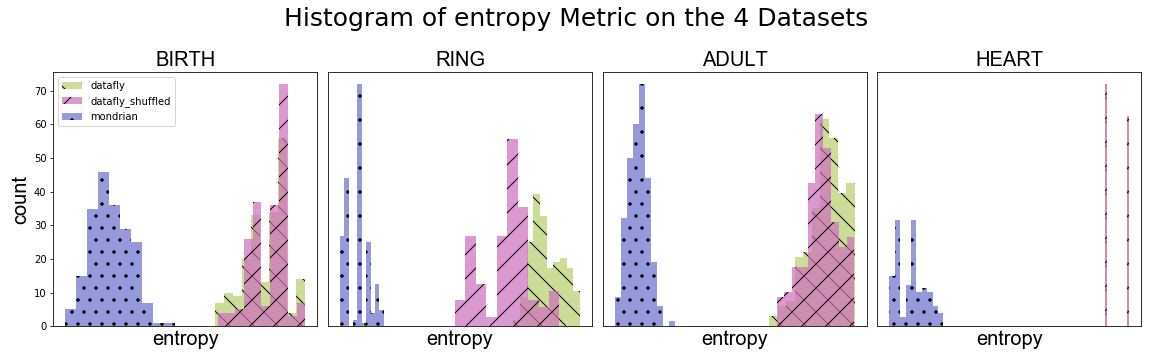 Histogram of entropy Metric on the 4 Datasets
BIRTH
RING
ADULT
HEART
datafly
datafly_shuffled
mondrian
70
60
50
40
30
20
10
0
count
entropy
entropy
entropy
entropy